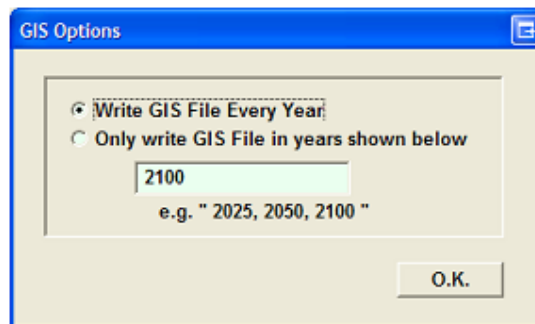 GIS Options
Write GIS File Every Year
Only write GIS File in years shown below
2100
e.g. " 2025, 2050, 2100 "
O.K.